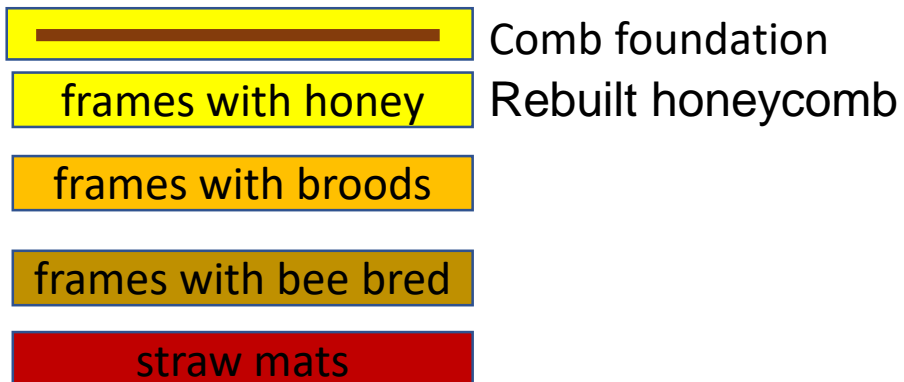 Comb foundation
frames with honey Rebuilt honeycomb
frames with broods
frames with bee bred
straw mats